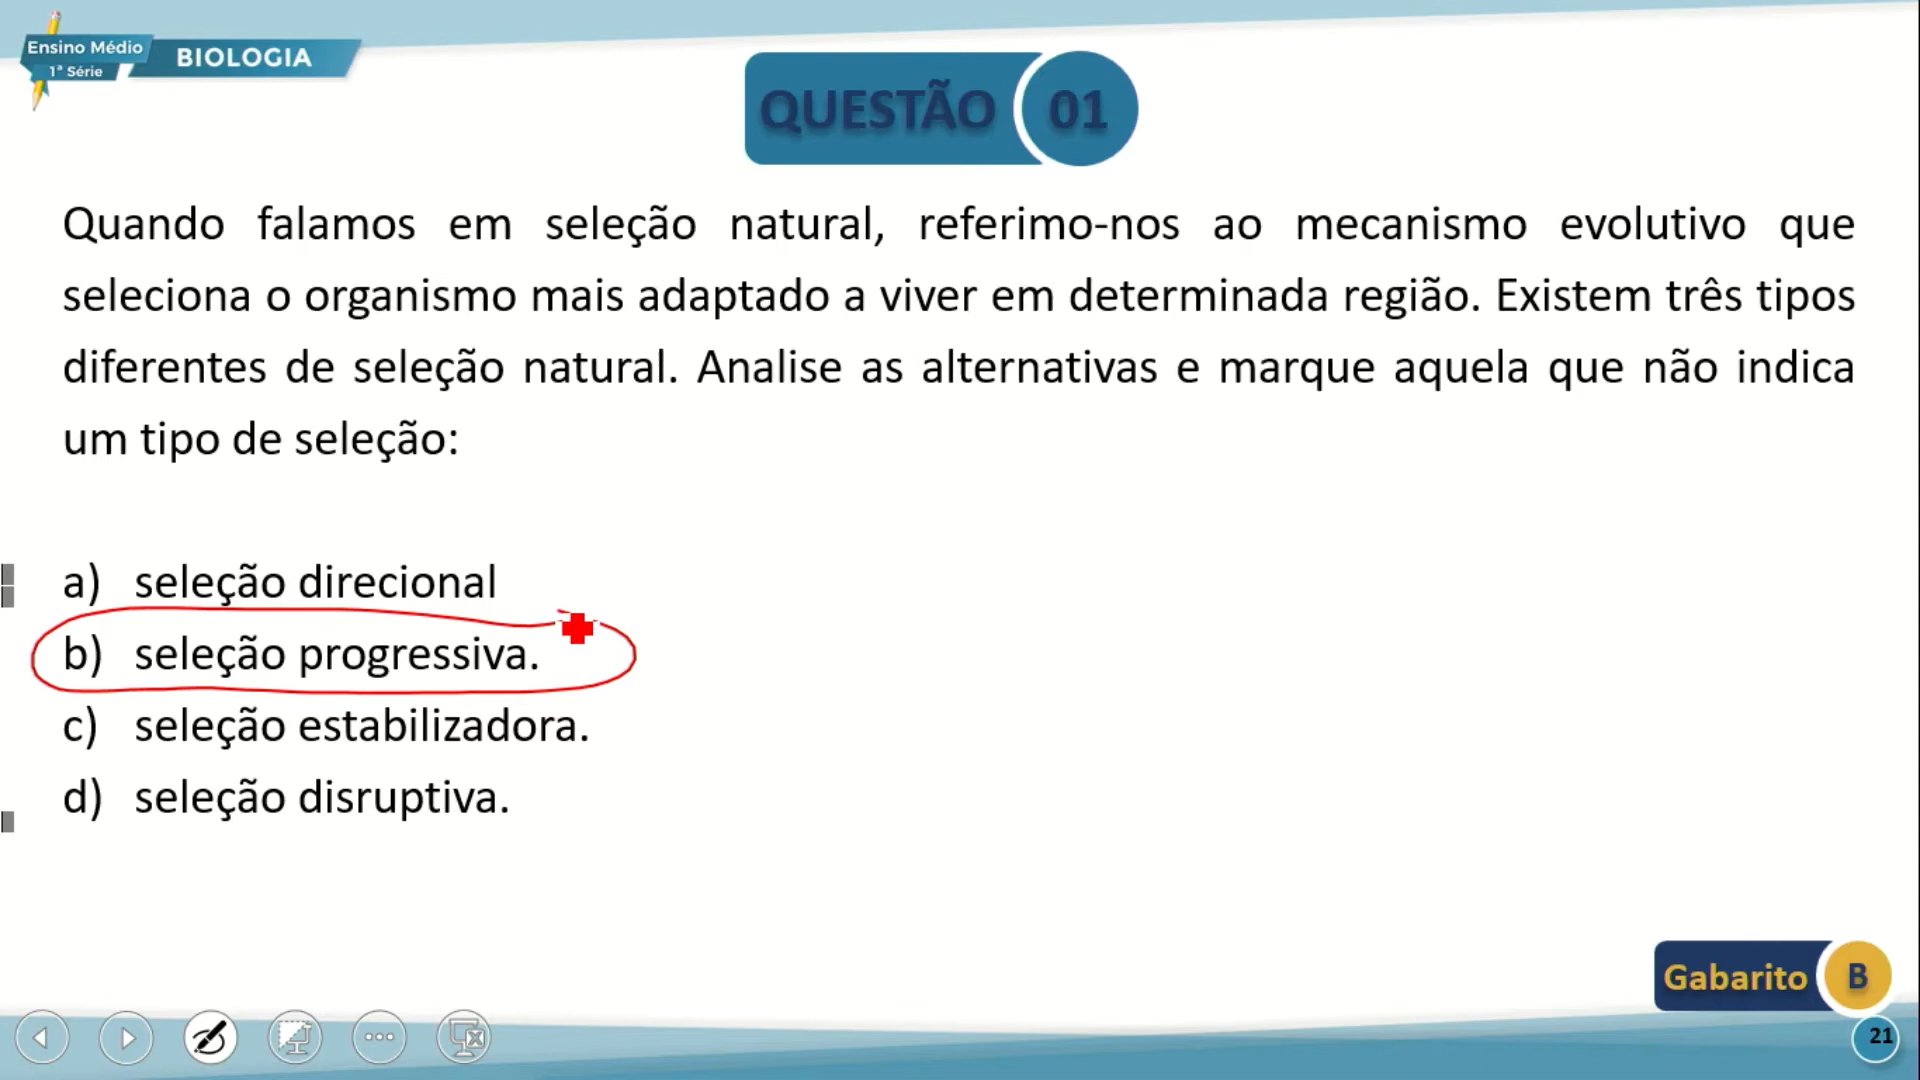 Ensino Médio
1ª Série
BIOLOGIA
QUESTÃO 01
Quando falamos em seleção natural, referimo-nos ao mecanismo evolutivo que
seleciona o organismo mais adaptado a viver em determinada região. Existem três tipos
diferentes de seleção natural. Analise as alternativas e marque aquela que não indica
um tipo de seleção:
a) seleção direcional
b) seleção progressiva.
c) seleção estabilizadora.
d) seleção disruptiva.
Gabarito B
21